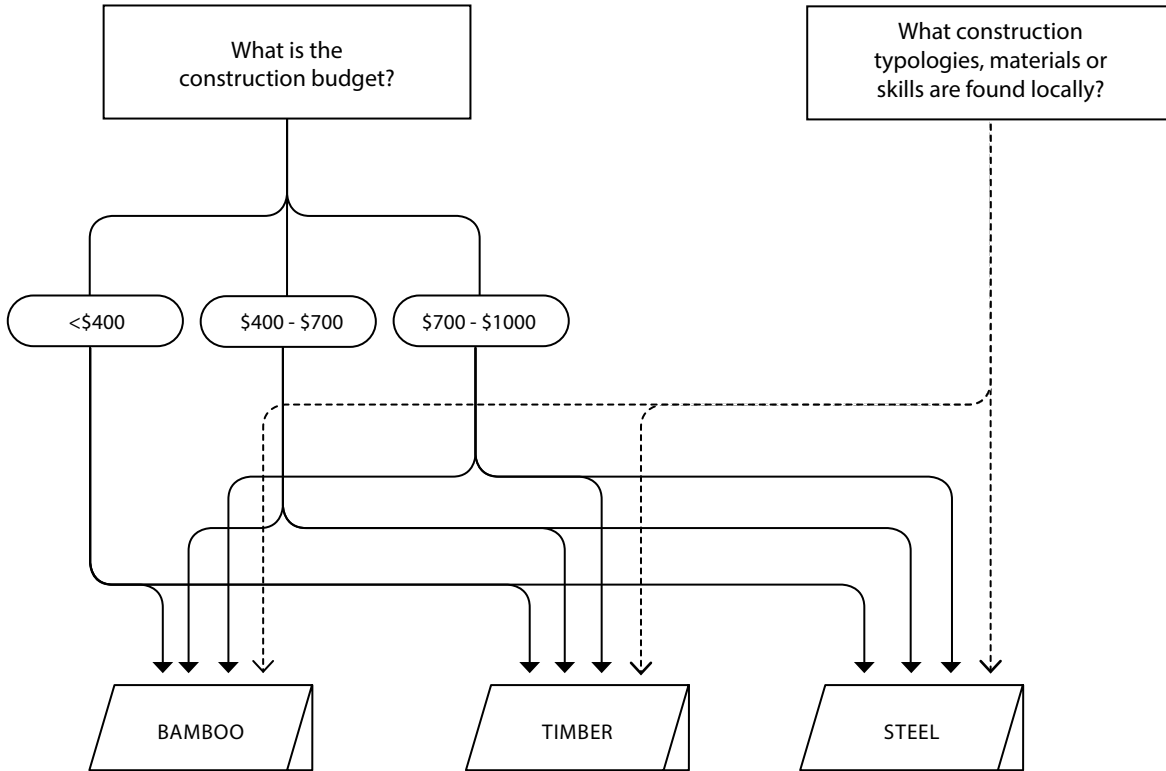 What is the
construction budget?
What construction
typologies, materials or
skills are found locally?
<$400
$400 - $700
$700 - $1000
BAMBOO
TIMBER
STEEL